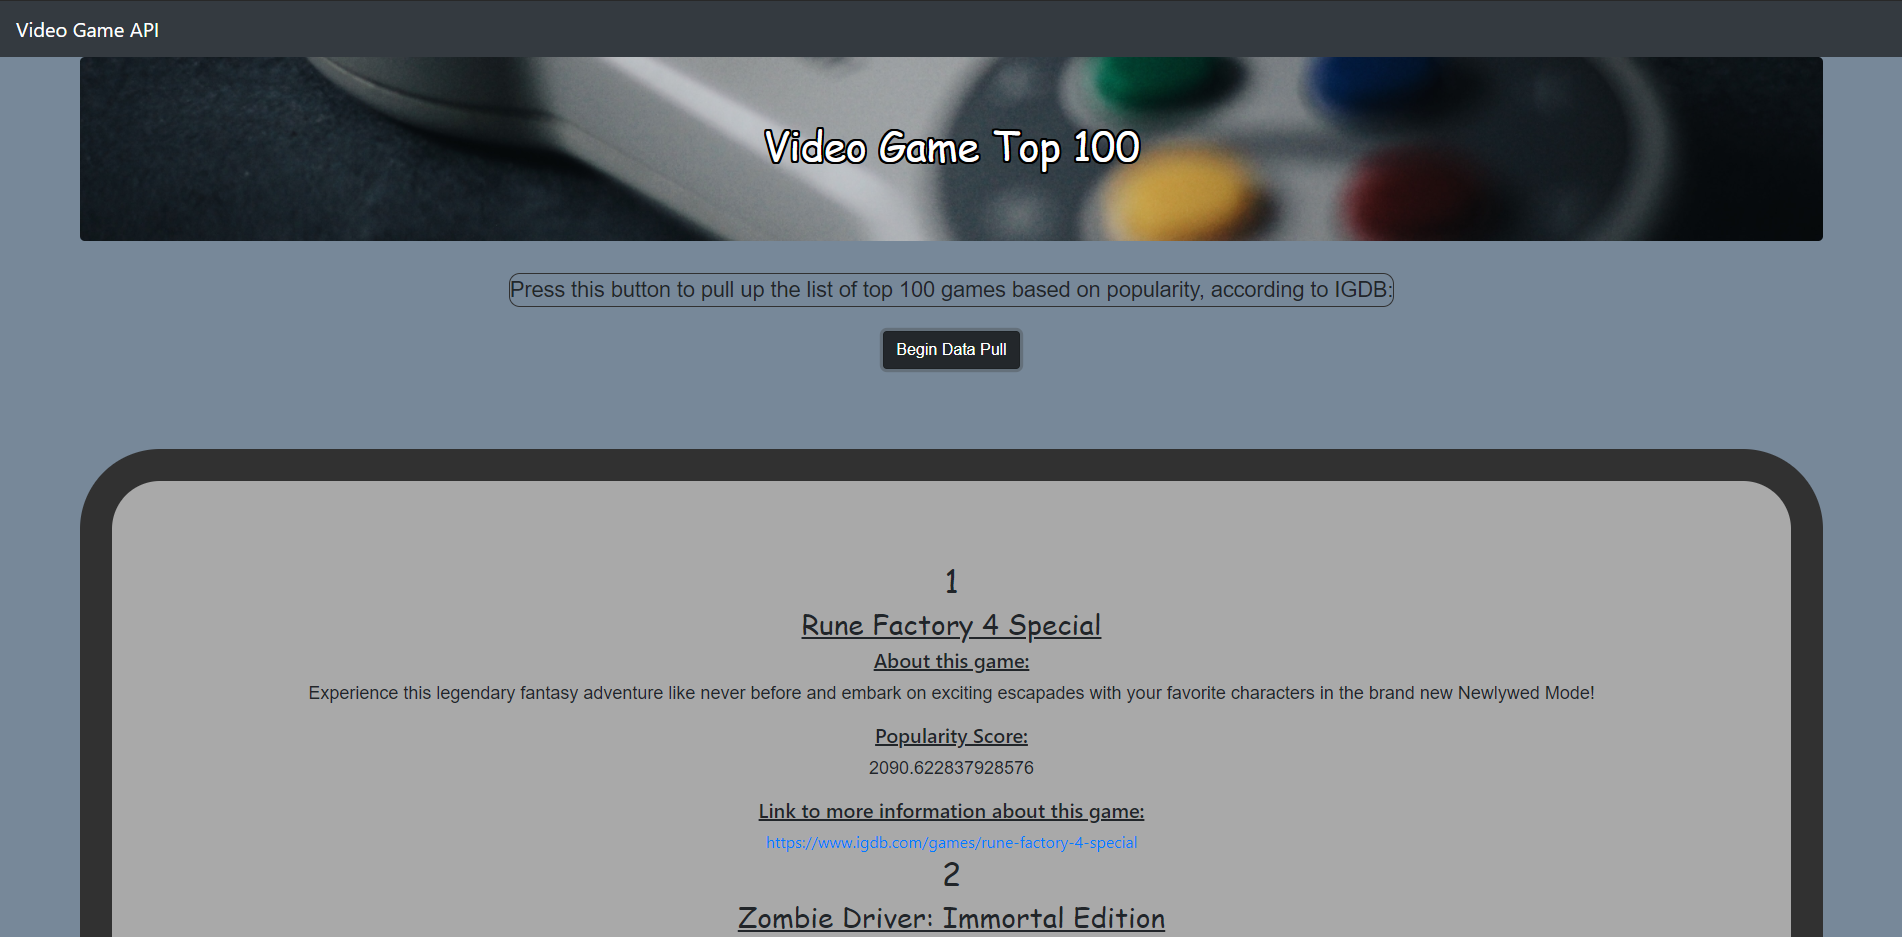 Video Game API
Video Game Top 100
Press this button to pull up the list of top 100 games based on popularity, according to IGDB:
Begin Data Pull
1
Rune Factory 4 Special
About this game:
Experience this legendary fantasy adventure like never before and embark on exciting escapades with your favorite characters in the brand new Newlywed Mode!
Popularity Score:
2090.622837928576
Link to more information about this game:
https://www.igdb.com/games/rune-factory-4-special
2
Zombie Driver: Immortal Edition